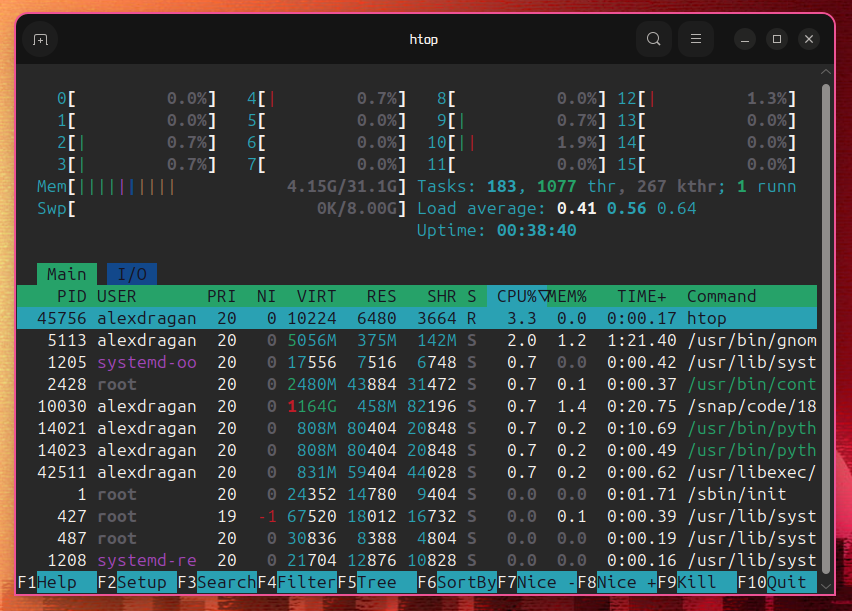 htop
0[ 0.0%] 4[| 0.7%] 8[ 0.0%] 12[| 1.3%]
1[ 0.0%] 5[ 0.0%] 9[| 0.7%] 13[ 0.0%]
2[| 0.7%] 6[ 0.0%] 10[|| 1.9%] 14[ 0.0%]
3[| 0.7%] 7[ 0.0%] 11[ 0.0%] 15[ 0.0%]
Mem[|||||||||| 4.15G/31.1G] Tasks: 183, 1077 thr, 267 kthr; 1 runn
Swp[ 0K/8.00G] Load average: 0.41 0.56 0.64
Uptime: 00:38:40
Main I/O
PID USER PRI NI VIRT RES SHR S CPU%▽MEM% TIME+ Command
45756 alexdragan 20 0 10224 6480 3664 R 3.3 0.0 0:00.17 htop
5113 alexdragan 20 0 5056M 375M 142M S 2.0 1.2 1:21.40 /usr/bin/gnom
1205 systemd-oo 20 0 17556 7516 6748 S 0.7 0.0 0:00.42 /usr/lib/syst
2428 root 20 0 2480M 43884 31472 S 0.7 0.1 0:00.37 /usr/bin/cont
10030 alexdragan 20 0 1164G 458M 82196 S 0.7 1.4 0:20.75 /snap/code/18
14021 alexdragan 20 0 808M 80404 20848 S 0.7 0.2 0:10.69 /usr/bin/pyth
14023 alexdragan 20 0 808M 80404 20848 S 0.7 0.2 0:00.49 /usr/bin/pyth
42511 alexdragan 20 0 831M 59404 44028 S 0.7 0.2 0:00.62 /usr/libexec/
1 root 20 0 24352 14780 9404 S 0.0 0.0 0:01.71 /sbin/init
427 root 19 -1 67520 18012 16732 S 0.0 0.1 0:00.39 /usr/lib/syst
487 root 20 0 30836 8388 4804 S 0.0 0.0 0:00.19 /usr/lib/syst
1208 systemd-re 20 0 21704 12876 10828 S 0.0 0.0 0:00.16 /usr/lib/syst
F1Help F2Setup F3SearchF4FilterF5Tree F6SortByF7Nice -F8Nice +F9Kill F10Quit